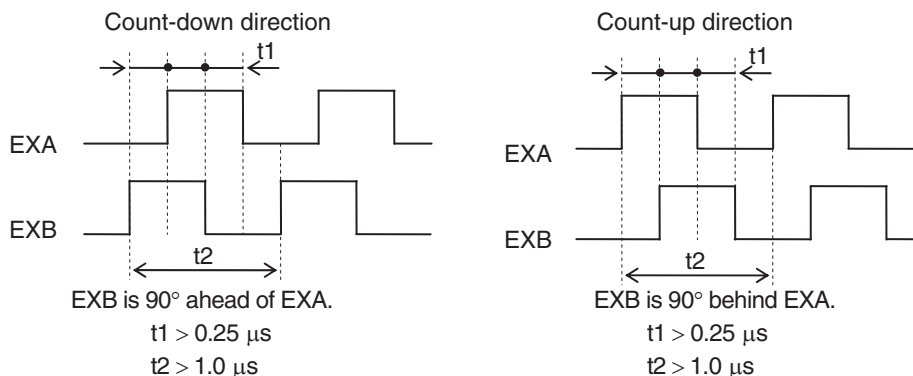 Count-down direction
t1
EXA
EXB
t2
EXB is 90° ahead of EXA.
t1 > 0.25 μs
t2 > 1.0 μs
Count-up direction
t1
EXA
EXB
t2
EXB is 90° behind EXA.
t1 > 0.25 μs
t2 > 1.0 μs